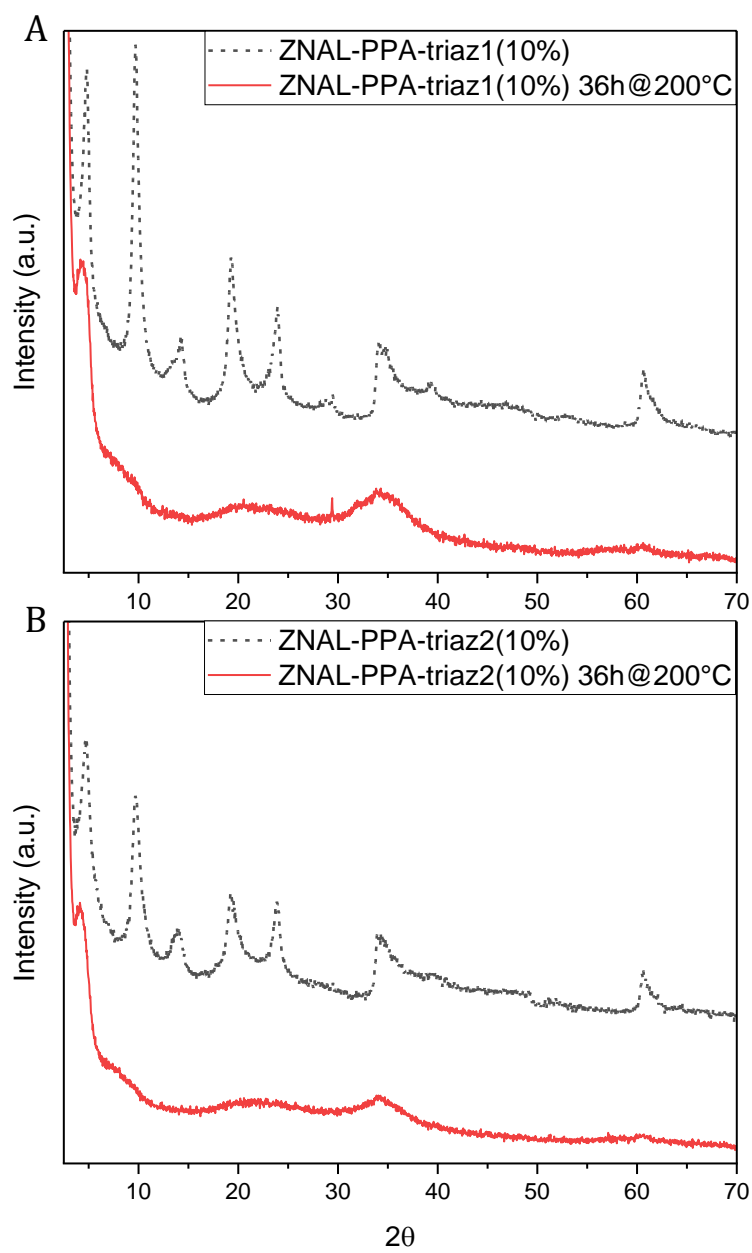 A
ZNAL-PPA-triaz1(10%)
ZNAL-PPA-triaz1(10%) 36h@200°C
Intensity (a.u.)
10 20 30 40 50 60 70
B
ZNAL-PPA-triaz2(10%)
ZNAL-PPA-triaz2(10%) 36h@200°C
Intensity (a.u.)
10 20 30 40 50 60 70
2θ